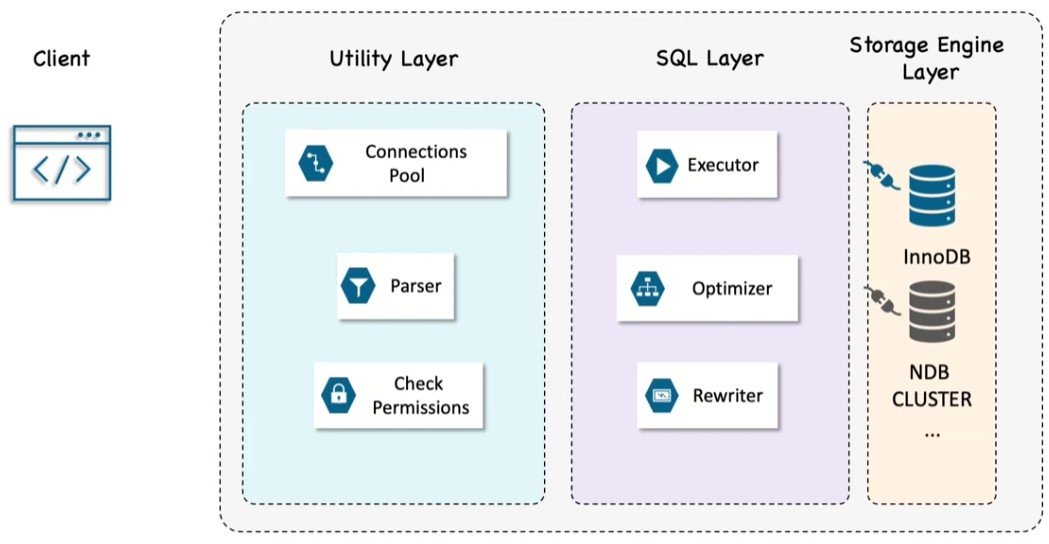 Client
Utility Layer
SQL Layer
Storage Engine
Layer
</>
Connections
Pool
Parser
Check
Permissions
Executor
Optimizer
Rewriter
InnoDB
NDB
CLUSTER
...